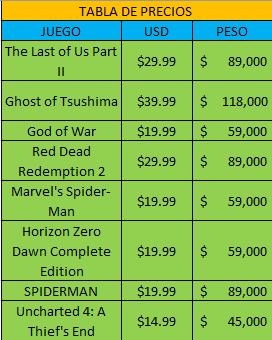 TABLA DE PRECIOS
JUEGO USD PESO
The Last of Us Part
II $29.99 $ 89,000
Ghost of Tsushima $39.99 $ 118,000
God of War $19.99 $ 59,000
Red Dead
Redemption 2 $29.99 $ 89,000
Marvel's Spider-
Man $19.99 $ 59,000
Horizon Zero
Dawn Complete $19.99 $ 59,000
Edition
SPIDERMAN $19.99 $ 89,000
Uncharted 4: A
Thief's End $14.99 $ 45,000